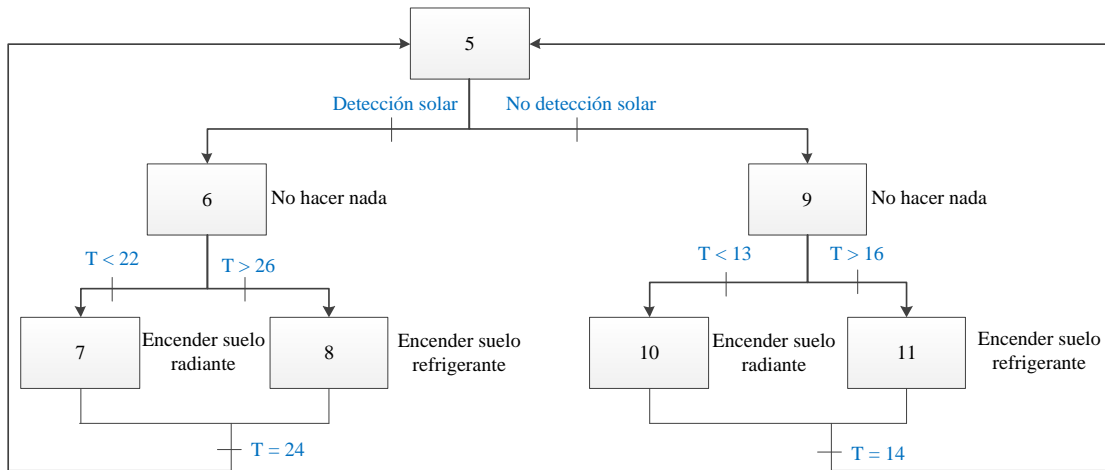 5
Detección solar
No detección solar
6
No hacer nada
9
No hacer nada
T < 22
T > 26
T < 13
T > 16
7
Encender suelo
radiante
8
Encender suelo
refrigerante
10
Encender suelo
radiante
11
Encender suelo
refrigerante
T = 24
T = 14